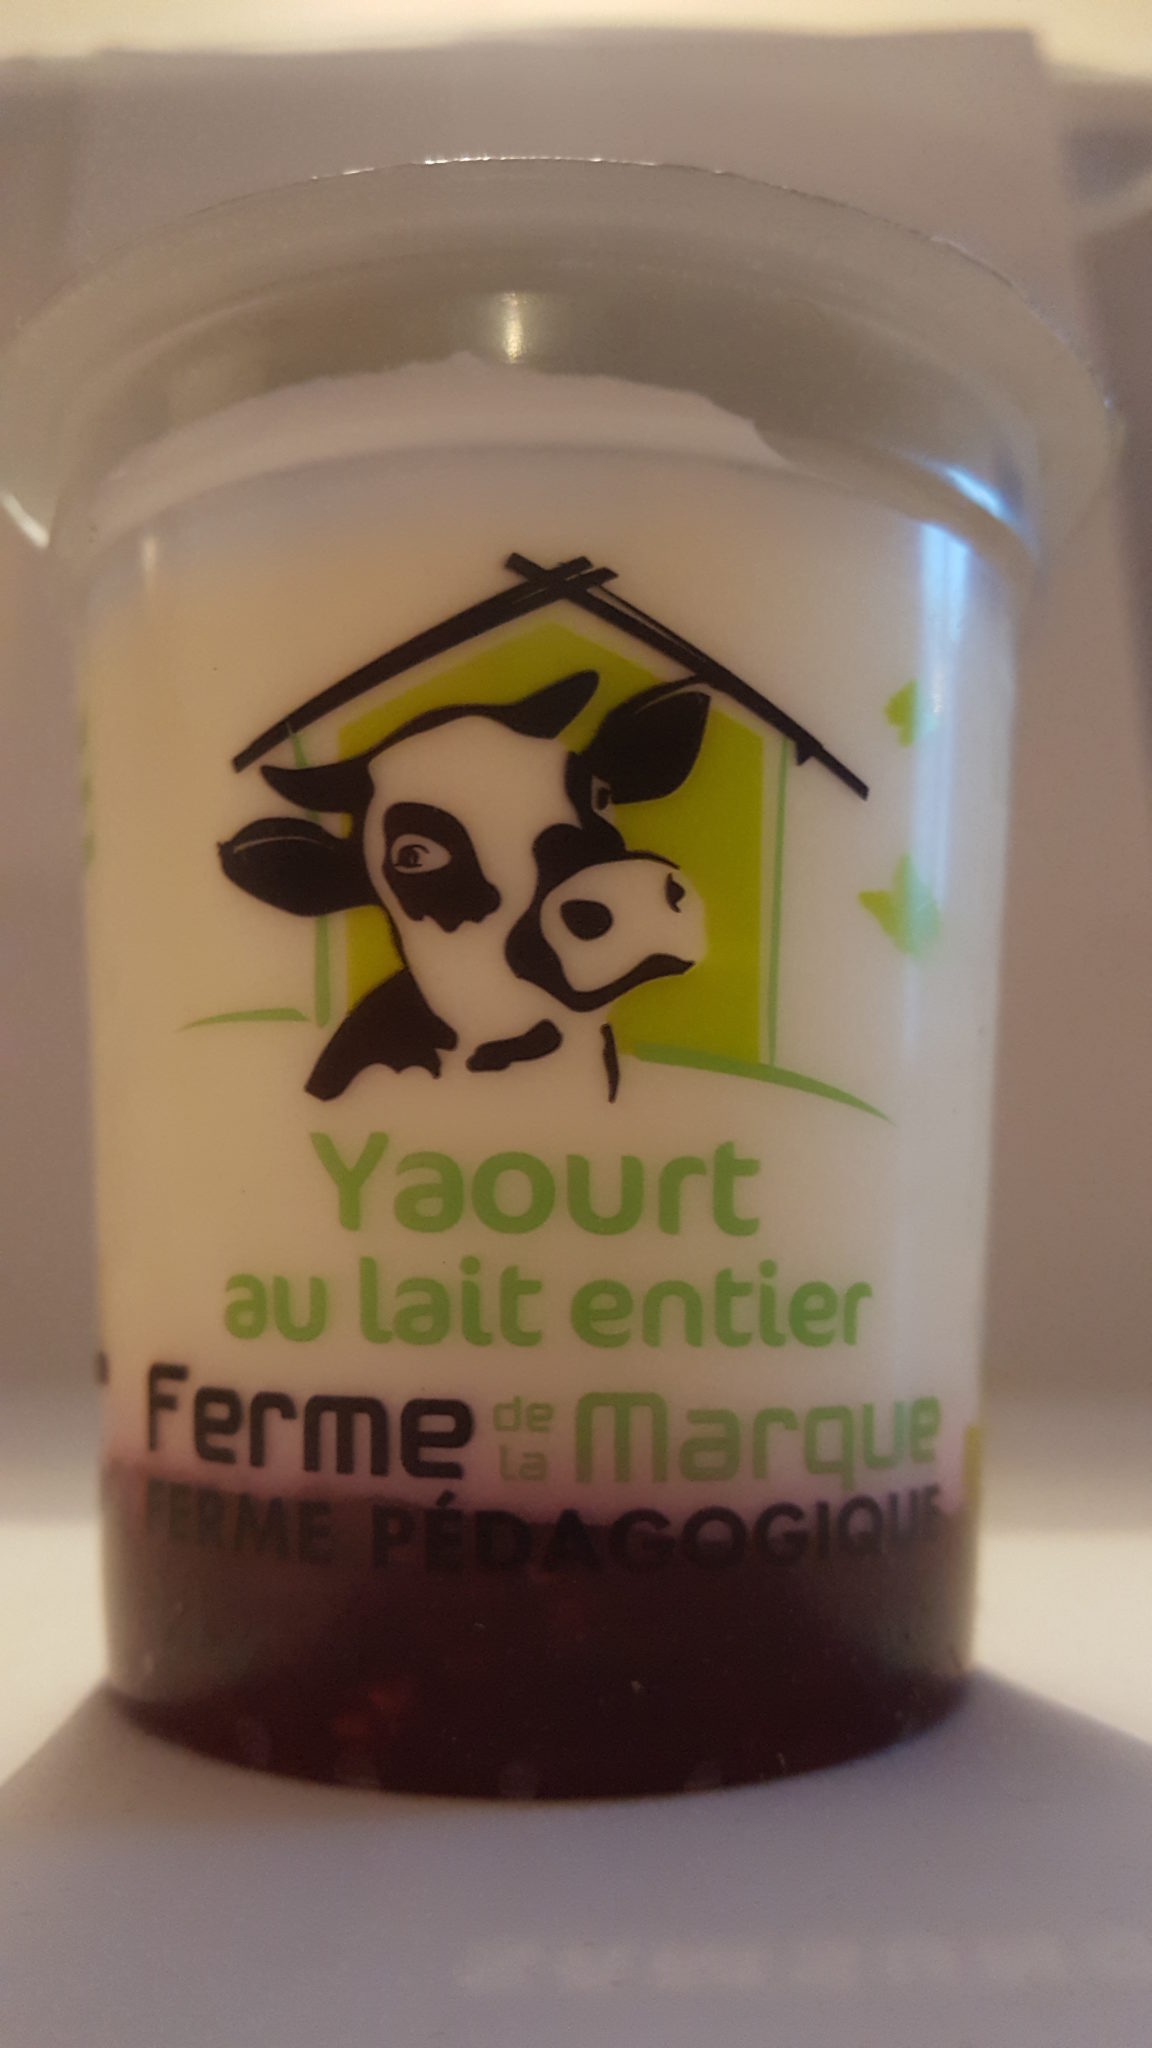 Yaourt
au lait entier
Ferme de la Marque
FERME PÉDAGOGIQUE